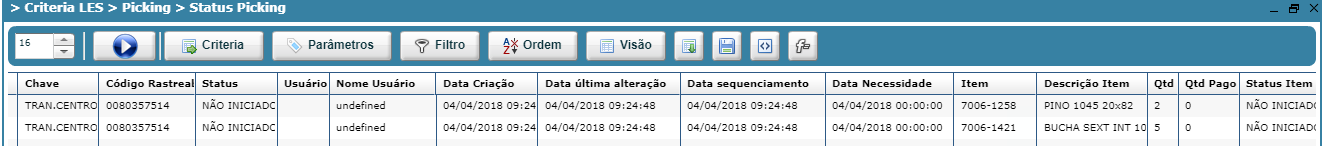 > Criteria LES > Picking > Status Picking
16 Criteria Parâmetros Filtro Ordem Visão
Chave Código Rastreal Status Usuário Nome Usuário Data Criação Data última alteração Data sequenciamento Data Necessidade Item Descrição Item Qtd Qtd Pago Status Item
TRAN.CENTRO 0080357514 NÃO INICIADO undefined 04/04/2018 09:24 04/04/2018 09:24:48 04/04/2018 09:24:48 04/04/2018 00:00:00 7006-1258 PINO 1045 20x82 2 0 NÃO INICIADO
TRAN.CENTRO 0080357514 NÃO INICIADO undefined 04/04/2018 09:24 04/04/2018 09:24:48 04/04/2018 09:24:48 04/04/2018 00:00:00 7006-1421 BUCHA SEXT INT 10 5 0 NÃO INICIADO